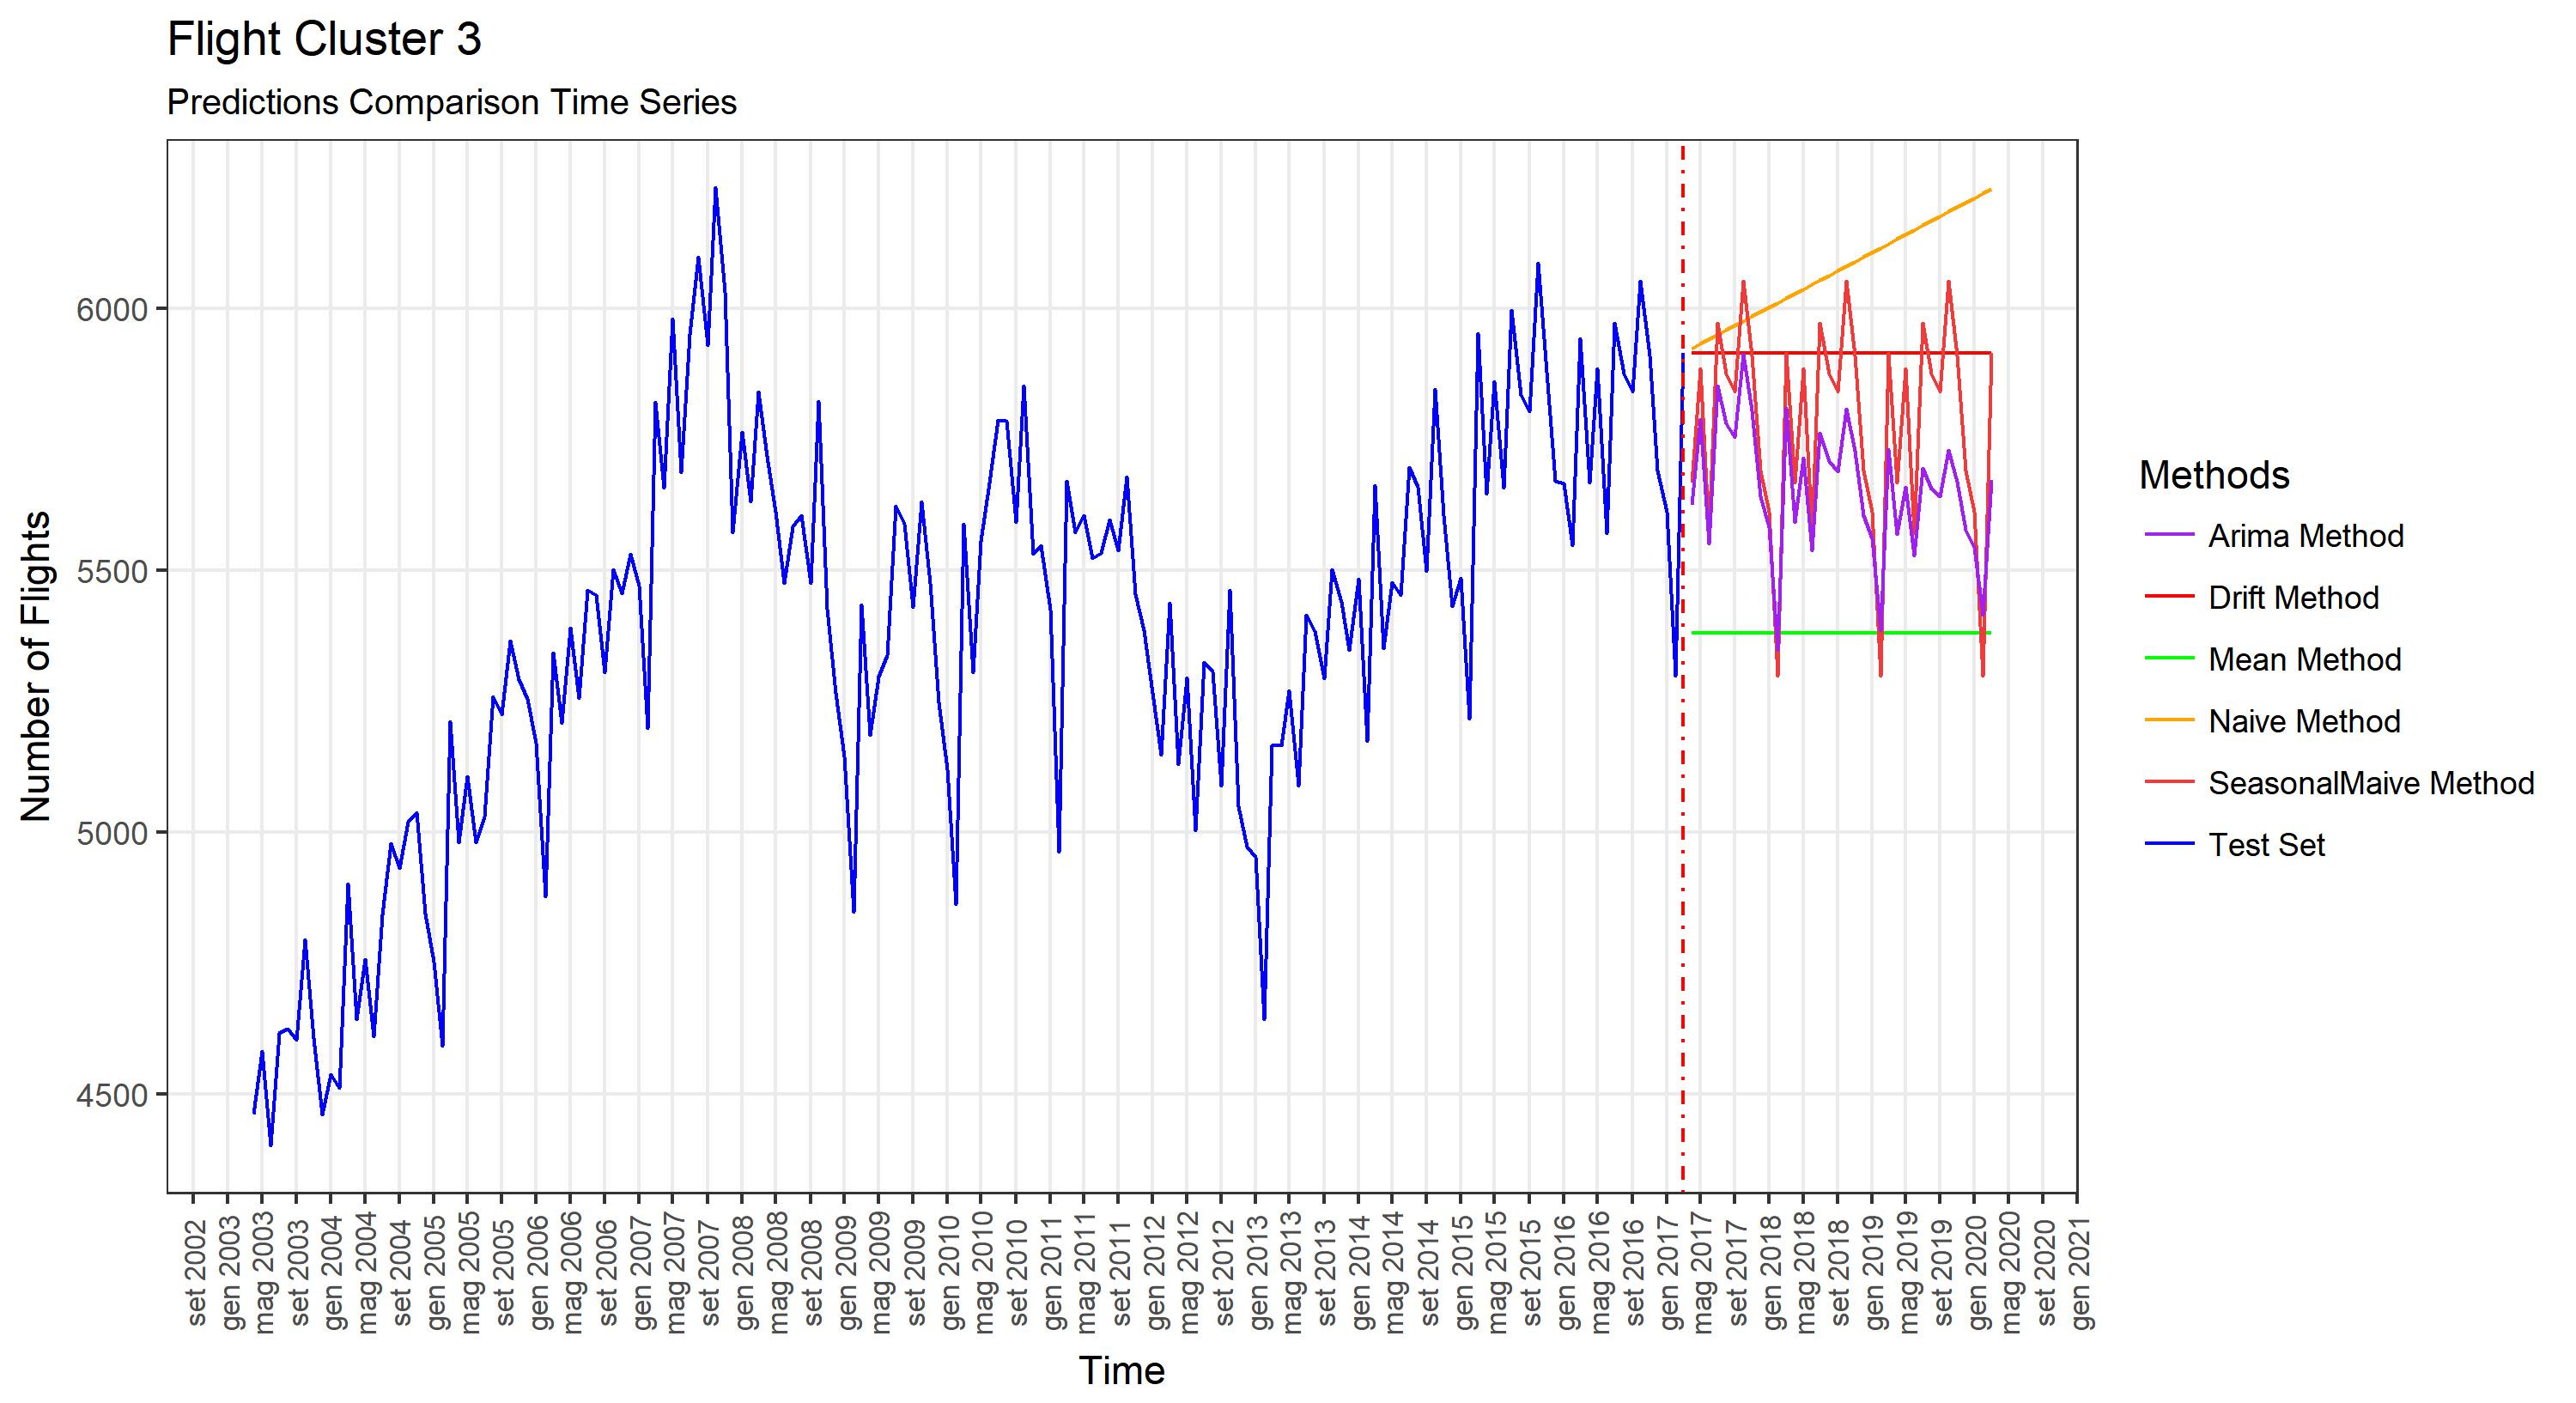 Flight Cluster 3
Predictions Comparison Time Series
Number of Flights
6000
5500
5000
4500
set 2002
gen 2003
mag 2003
set 2003
gen 2004
mag 2004
set 2004
gen 2005
mag 2005
set 2005
gen 2006
mag 2006
set 2006
gen 2007
mag 2007
set 2007
gen 2008
mag 2008
set 2008
gen 2009
mag 2009
set 2009
gen 2010
mag 2010
set 2010
gen 2011
mag 2011
set 2011
gen 2012
mag 2012
set 2012
gen 2013
mag 2013
set 2013
gen 2014
mag 2014
set 2014
gen 2015
mag 2015
set 2015
gen 2016
mag 2016
set 2016
gen 2017
mag 2017
set 2017
gen 2018
mag 2018
set 2018
gen 2019
mag 2019
set 2019
gen 2020
mag 2020
set 2020
gen 2021
Time
Methods
Arima Method
Drift Method
Mean Method
Naive Method
SeasonalMaive Method
Test Set